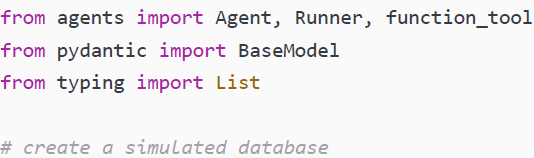 from agents import Agent, Runner, function_tool
from pydantic import BaseModel
from typing import List
# create a simulated database